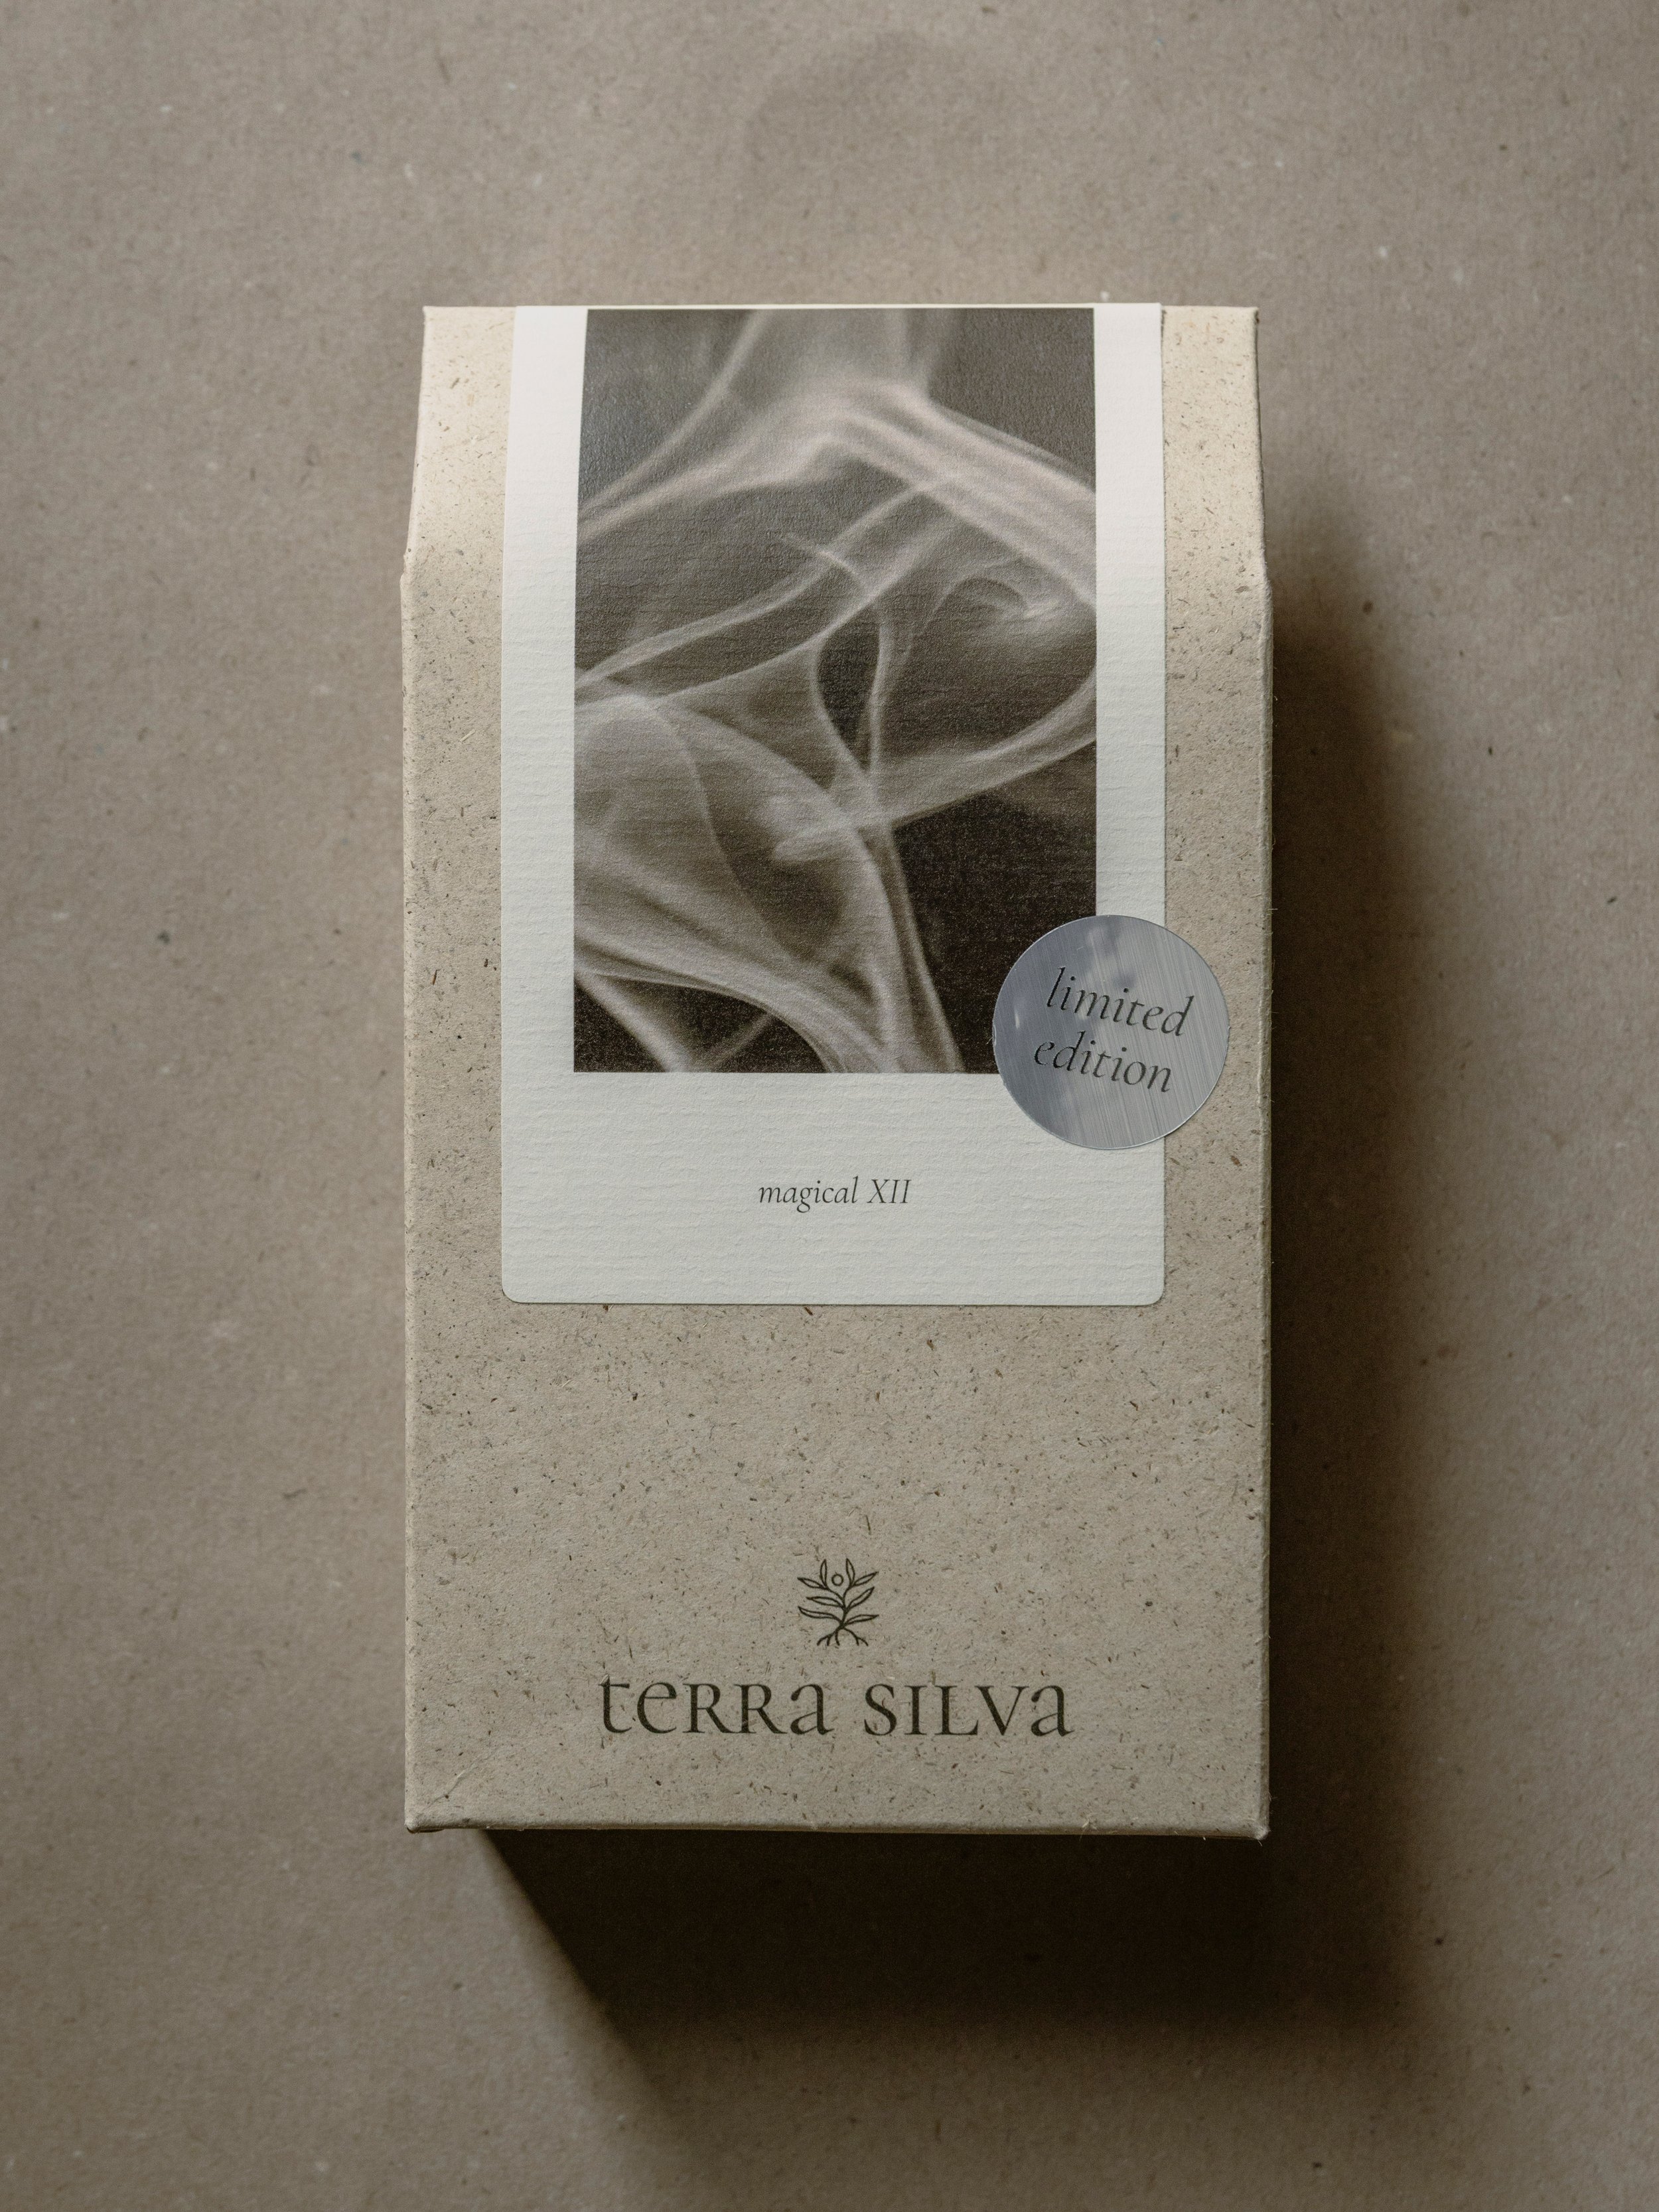 limited
edition
magical XII
terra silva